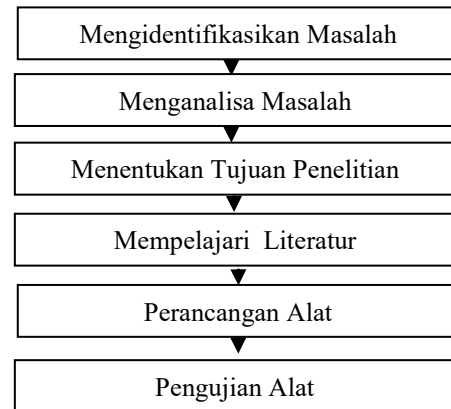 Mengidentifikasikan Masalah
Menganalisa Masalah
Menentukan Tujuan Penelitian
Mempelajari Literatur
Perancangan Alat
Pengujian Alat